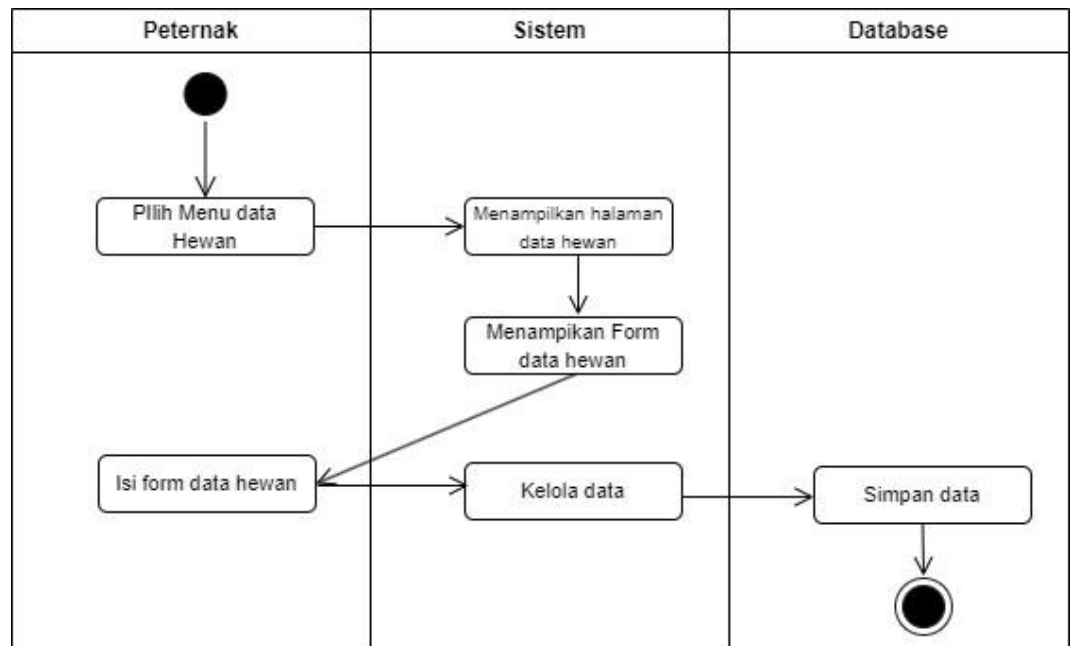 Peternak
Sistem
Database
PIlih Menu data
Hewan
Menampilkan halaman
data hewan
Menampikan Form
data hewan
Isi form data hewan
Kelola data
Simpan data